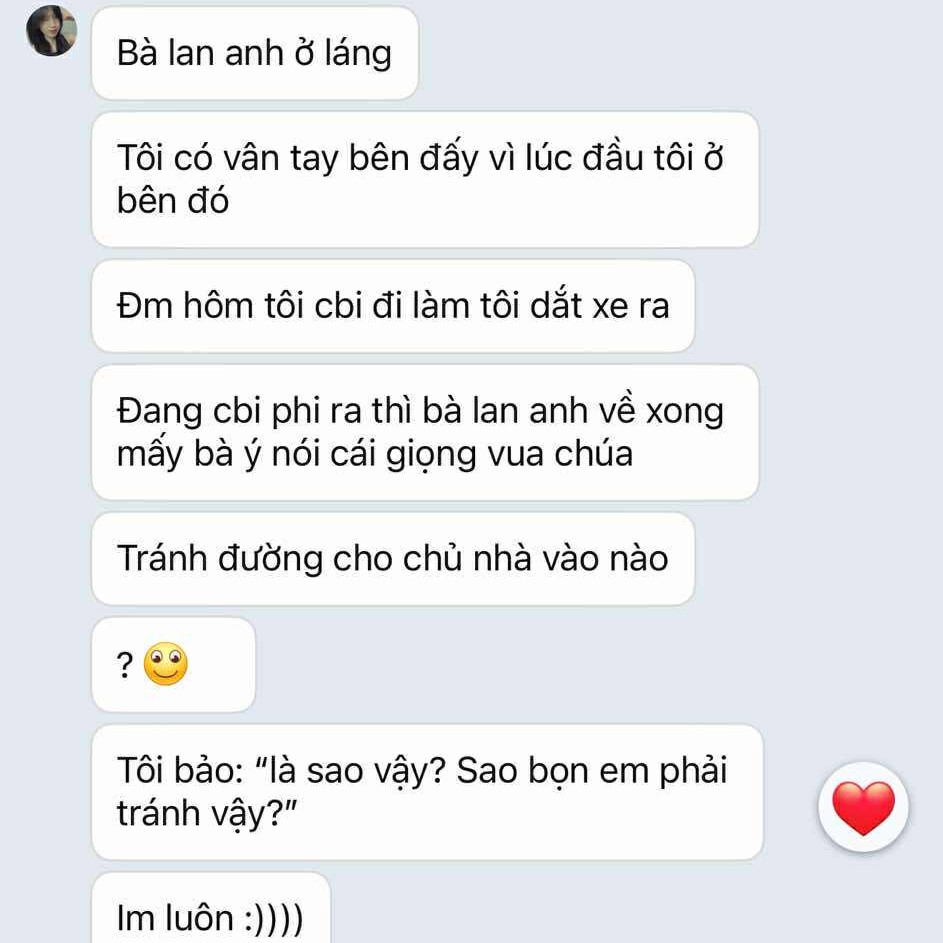 Bà lan anh ở láng
Tôi có vân tay bên đấy vì lúc đầu tôi ở
bên đó
Đm hôm tôi cbi đi làm tôi dắt xe ra
Đang cbi phi ra thì bà lan anh về xong
mấy bà ý nói cái giọng vua chúa
Tránh đường cho chủ nhà vào nào
? 🙄
Tôi bảo: “là sao vậy? Sao bọn em phải
tránh vậy?”
Im luôn :))))